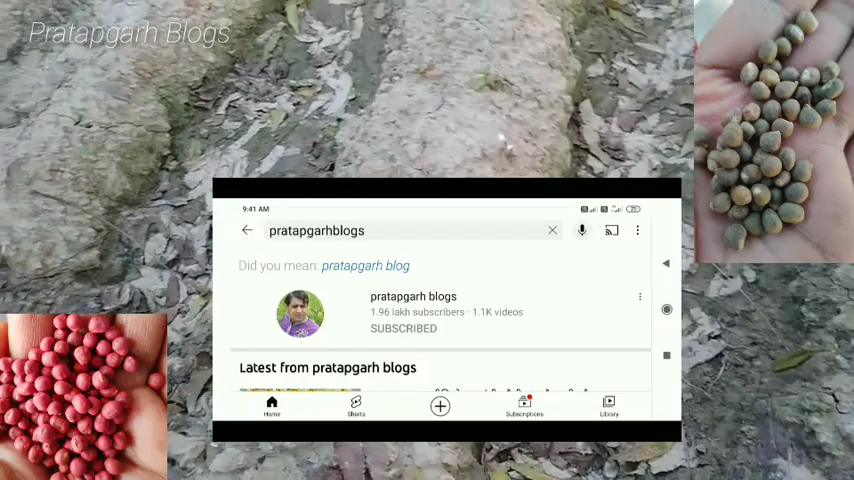 Pratapgarh Blogs
9:41 AM
pratapgarhblogs
Did you mean: pratapgarh blog
pratapgarh blogs
1.96 lakh subscribers · 1.1K videos
SUBSCRIBED
Latest from pratapgarh blogs
Home
Shorts
Subscriptions
Library